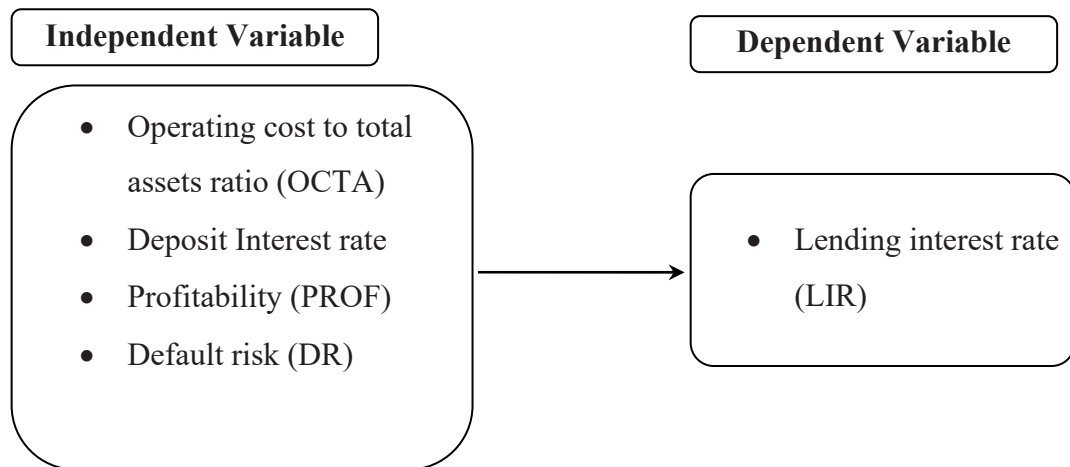 Independent Variable
Dependent Variable
• Operating cost to total
assets ratio (OCTA)
• Deposit Interest rate
• Profitability (PROF)
• Default risk (DR)
• Lending interest rate
(LIR)